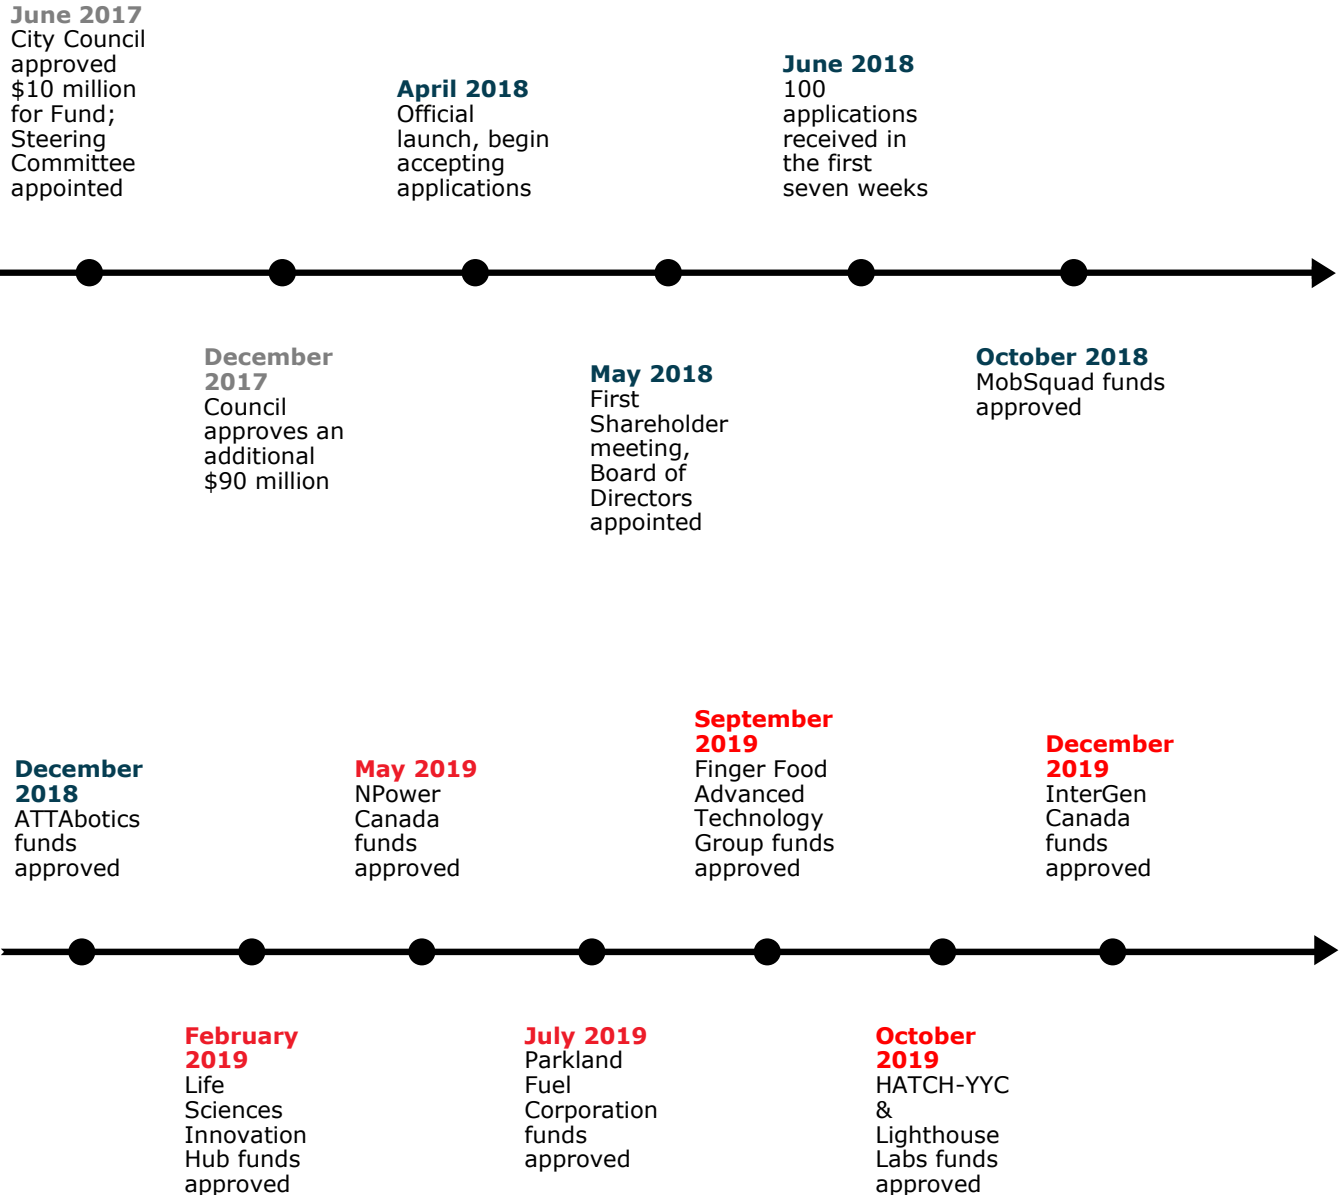 June 2017
City Council
approved
$10 million
for Fund;
Steering
Committee
appointed
December
2017
Council
approves an
additional
$90 million
April 2018
Official
launch, begin
accepting
applications
May 2018
First
Shareholder
meeting,
Board of
Directors
appointed
June 2018
100
applications
received in
the first
seven weeks
October 2018
MobSquad funds
approved
December
2018
ATTAbotics
funds
approved
February
2019
Life
Sciences
Innovation
Hub funds
approved
May 2019
NPower
Canada
funds
approved
July 2019
Parkland
Fuel
Corporation
funds
approved
September
2019
Finger Food
Advanced
Technology
Group funds
approved
October
2019
HATCH-YYC
&
Lighthouse
Labs funds
approved
December
2019
InterGen
Canada
funds
approved